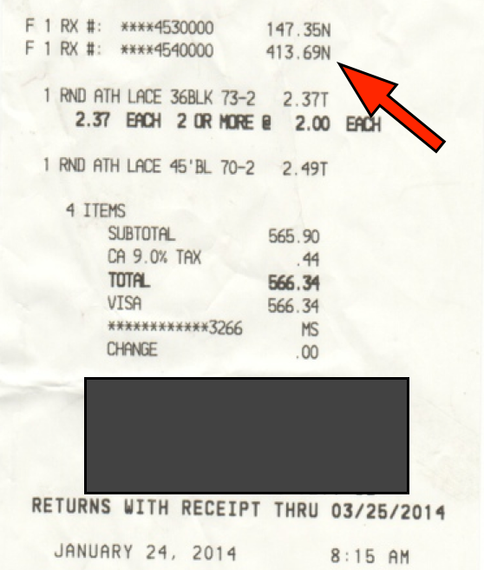 F 1 RX #: ****4530000 147.35N
F 1 RX #: ****4540000 413.69N
1 RND ATH LACE 36BLK 73-2 2.37T
2.37 EACH 2 OR MORE @ 2.00 EACH
1 RND ATH LACE 45'BL 70-2 2.49T
4 ITEMS
SUBTOTAL 565.90
CA 9.0% TAX .44
TOTAL 566.34
VISA 566.34
************3266 MS
CHANGE .00
RETURNS WITH RECEIPT THRU 03/25/2014
JANUARY 24, 2014 8:15 AM